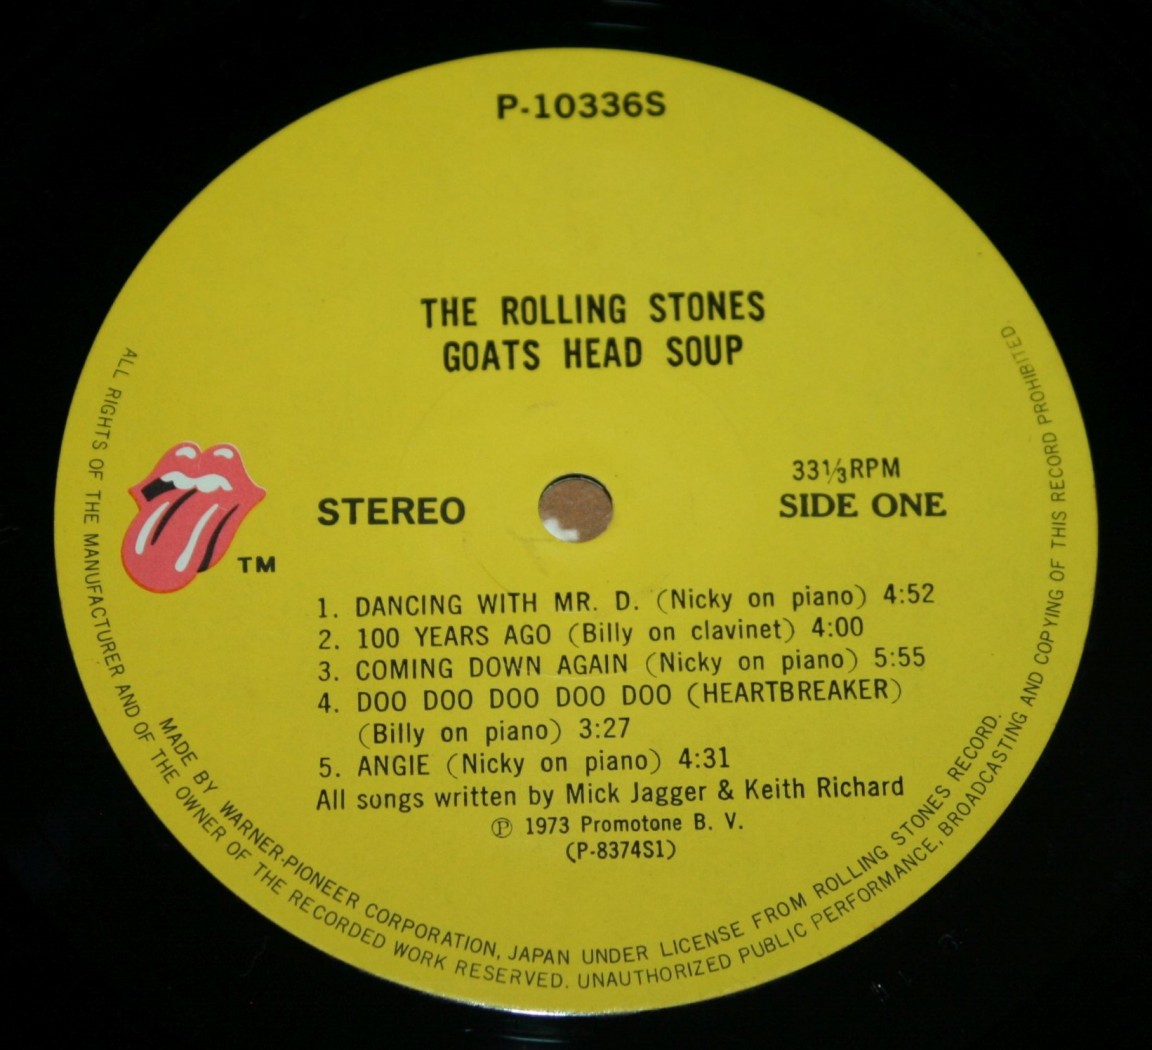 P-10336S
THE ROLLING STONES
GOATS HEAD SOUP
STEREO
33⅓RPM
SIDE ONE
TM
1. DANCING WITH MR. D. (Nicky on piano) 4:52
2. 100 YEARS AGO (Billy on clavinet) 4:00
3. COMING DOWN AGAIN (Nicky on piano) 5:55
4. DOO DOO DOO DOO DOO (HEARTBREAKER)
(Billy on piano) 3:27
5. ANGIE (Nicky on piano) 4:31
All songs written by Mick Jagger & Keith Richard
Ⓟ 1973 Promotone B. V.
(P-8374S1)
MADE BY WARNER-PIONEER CORPORATION, JAPAN UNDER LICENSE FROM ROLLING STONES RECORD.
ALL RIGHTS OF THE MANUFACTURER AND OF THE OWNER OF THE RECORDED WORK RESERVED. UNAUTHORIZED PUBLIC PERFORMANCE, BROADCASTING AND COPYING OF THIS RECORD PROHIBITED.